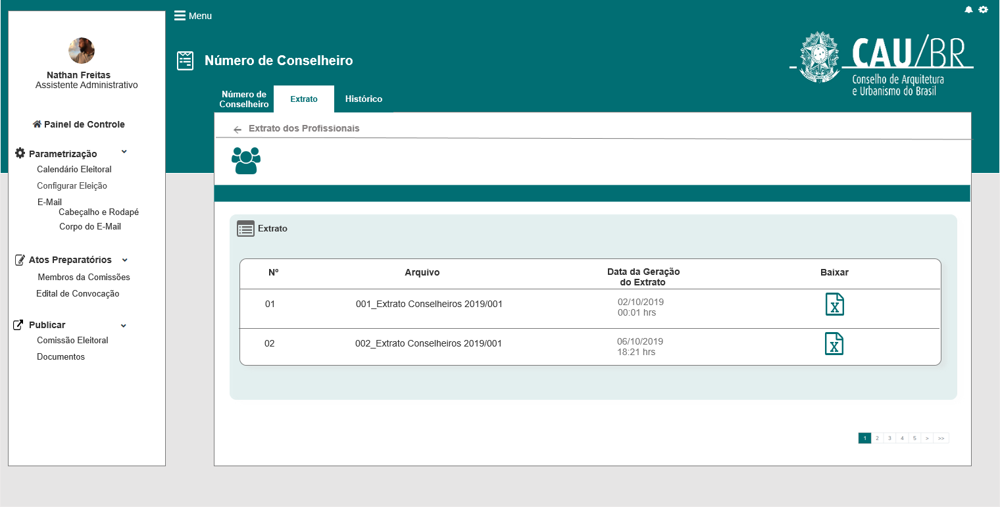 Menu
Nathan Freitas
Assistente Administrativo
Painel de Controle
Parametrização
Calendário Eleitoral
Configurar Eleição
E-Mail
Cabeçalho e Rodapé
Corpo do E-Mail
Atos Preparatórios
Membros da Comissões
Edital de Convocação
Publicar
Comissão Eleitoral
Documentos
Número de Conselheiro
CAU/BR
Conselho de Arquitetura
e Urbanismo do Brasil
Número de
Conselheiro
Extrato
Histórico
Extrato dos Profissionais
Extrato
Nº
Arquivo
Data da Geração
do Extrato
Baixar
01
001_Extrato Conselheiros 2019/001
02/10/2019
00:01 hrs
X
02
002_Extrato Conselheiros 2019/001
06/10/2019
18:21 hrs
X
1 2 3 4 5 > >>